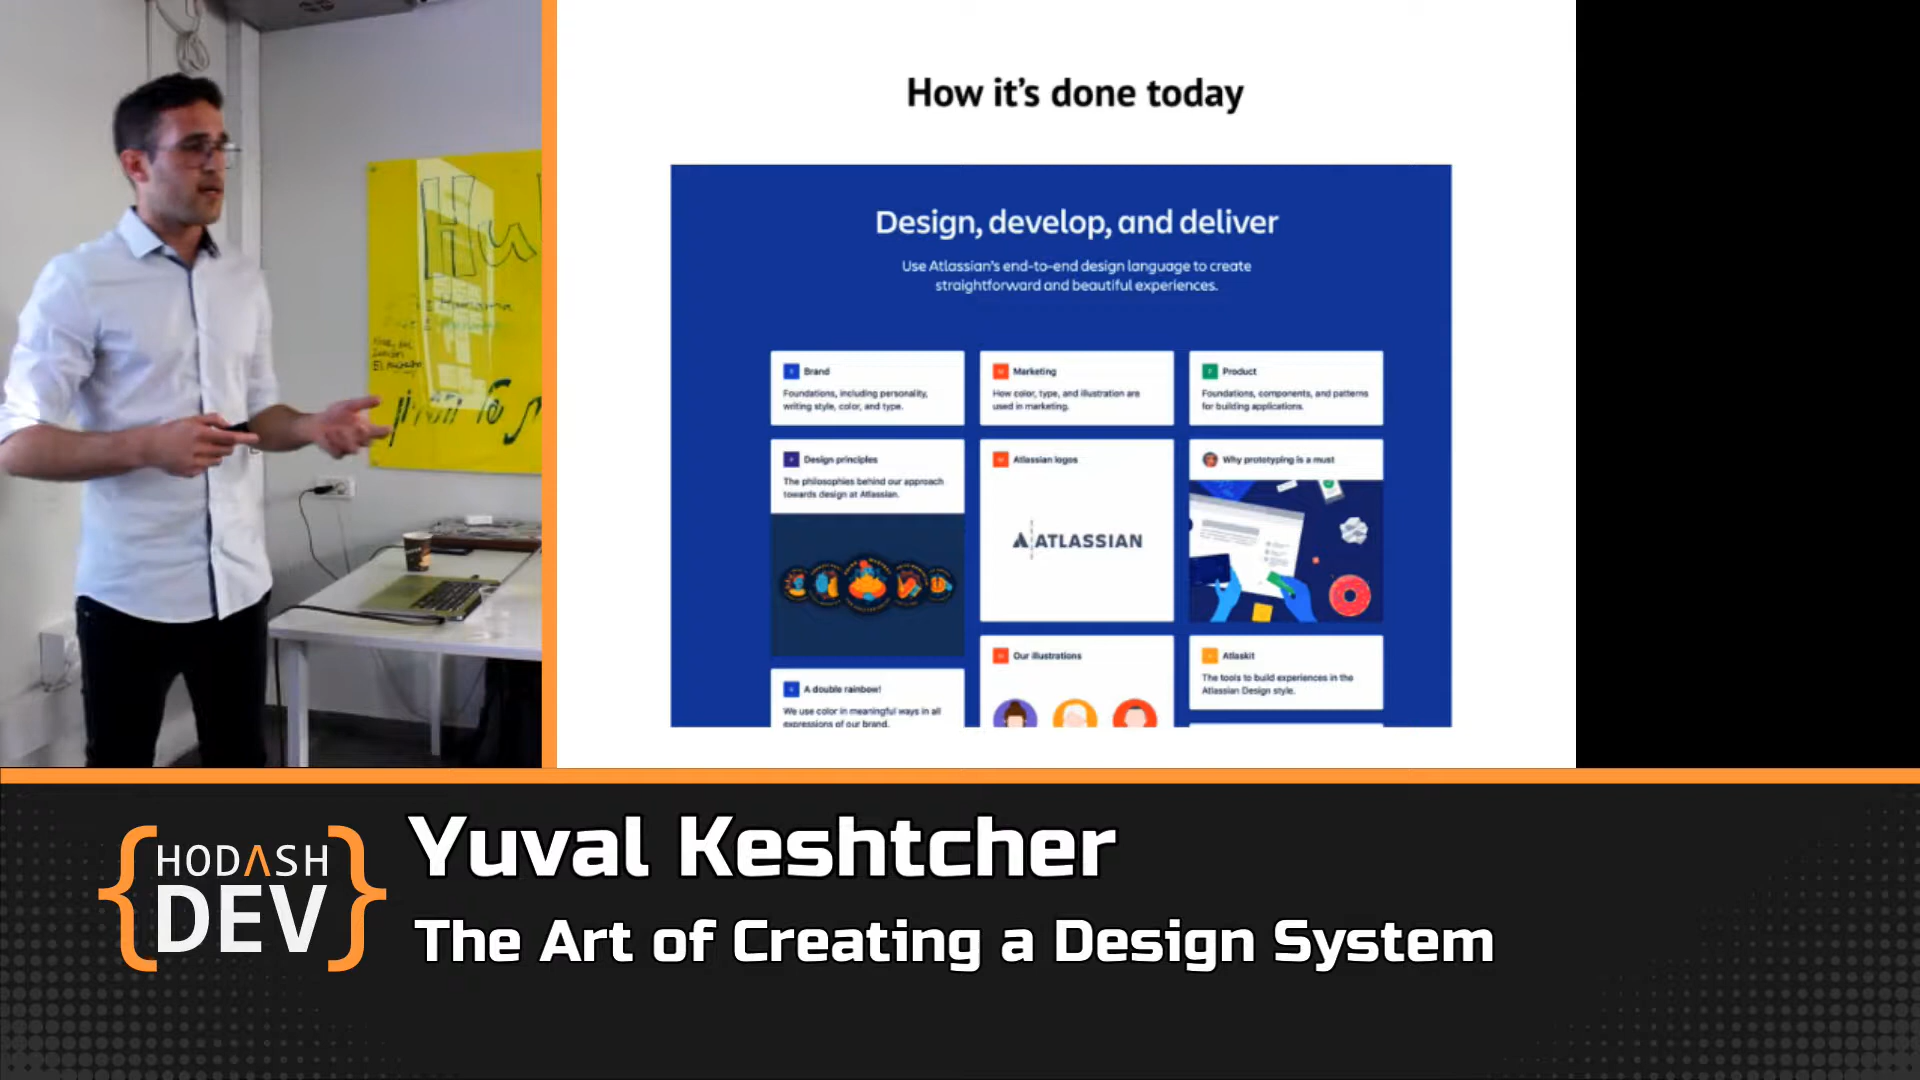 How it's done today
Design, develop, and deliver
Use Atlassian's end-to-end design language to create
straightforward and beautiful experiences.
Brand
Foundations, including personality,
writing style, color, and type.
Marketing
How color, type, and illustration are
used in marketing.
Product
Foundations, components, and patterns
for building applications.
Design principles
The philosophies behind our approach
towards design at Atlassian.
Atlassian logos
ATLASSIAN
Why prototyping is a must
Our illustrations
Atlaskit
The tools to build experiences in the
Atlassian Design style.
A double rainbow!
We use color in meaningful ways in all
expressions of our brand.
HODASH
DEV
Yuval Keshtcher
The Art of Creating a Design System